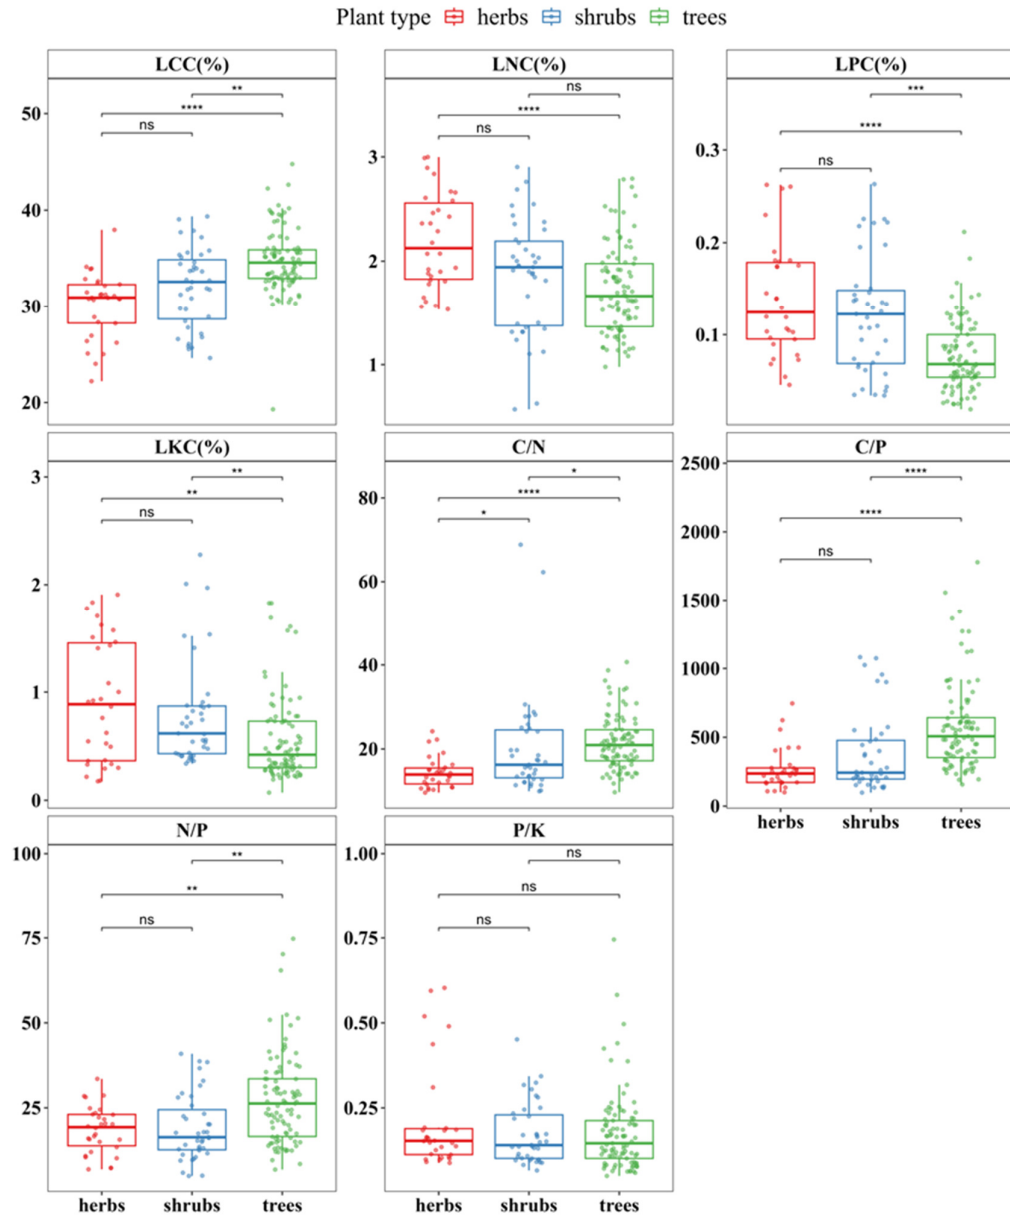 Plant type herbs shrubs trees
LCC(%) LNC(%) LPC(%)
** ns ***
**** **** ****
ns ns ns
50
40
30
20
3
2
1
0.3
0.2
0.1
LKC(%) C/N C/P
** * ****
** **** ****
ns * ns
3
2
1
0
80
60
40
20
2500
2000
1500
1000
500
0
herbs shrubs trees
N/P P/K
** ns
** ns
ns ns
100
75
50
25
1.00
0.75
0.50
0.25
herbs shrubs trees herbs shrubs trees